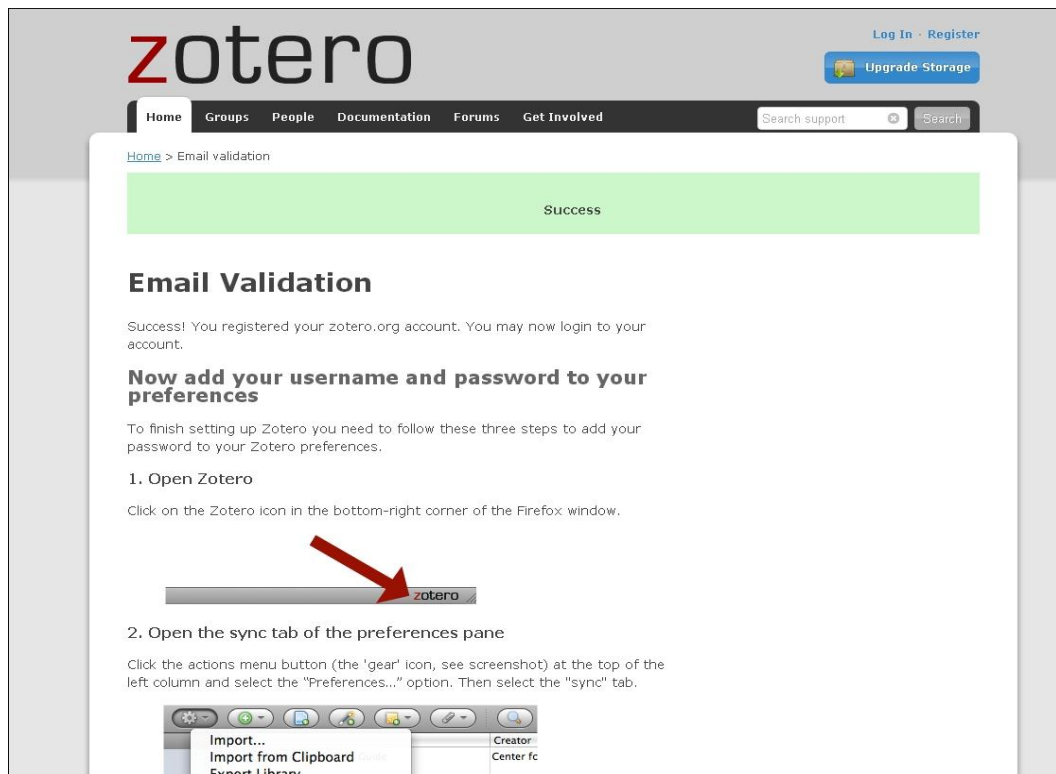 zotero
Log In · Register
Upgrade Storage
Home Groups People Documentation Forums Get Involved
Search support
Search
Home > Email validation
Success
Email Validation
Success! You registered your zotero.org account. You may now login to your
account.
Now add your username and password to your
preferences
To finish setting up Zotero you need to follow these three steps to add your
password to your Zotero preferences.
1. Open Zotero
Click on the Zotero icon in the bottom-right corner of the Firefox window.
zotero
2. Open the sync tab of the preferences pane
Click the actions menu button (the 'gear' icon, see screenshot) at the top of the
left column and select the "Preferences..." option. Then select the "sync" tab.
Import...
Creator
Import from Clipboard
Center fo
Export Library